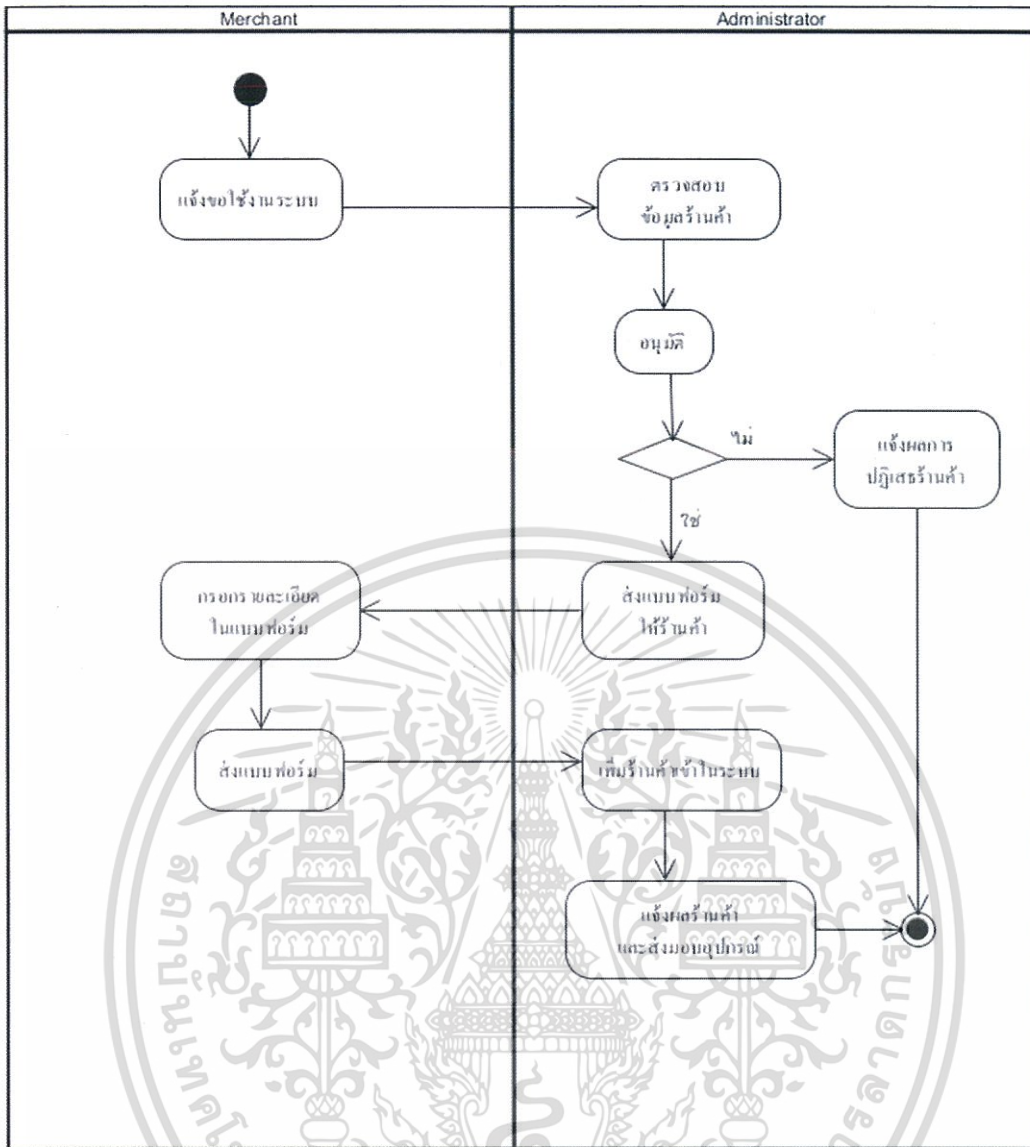 Merchant
Administrator
แจ้งขอใช้งานระบบ
ตรวจสอบ
ข้อมูลร้านค้า
อนุมัติ
ไม่
แจ้งผลการ
ปฏิเสธร้านค้า
ใช่
กรอกรายละเอียด
ในแบบฟอร์ม
ส่งแบบฟอร์ม
ให้ร้านค้า
ส่งแบบฟอร์ม
เพิ่มร้านค้าเข้าในระบบ
แจ้งผลร้านค้า
และส่งมอบอุปกรณ์